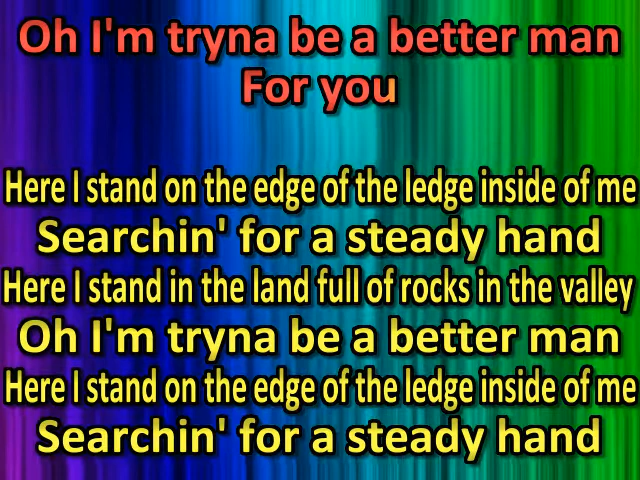 Oh I'm tryna be a better man
For you
Here I stand on the edge of the ledge inside of me
Searchin' for a steady hand
Here I stand in the land full of rocks in the valley
Oh I'm tryna be a better man
Here I stand on the edge of the ledge inside of me
Searchin' for a steady hand